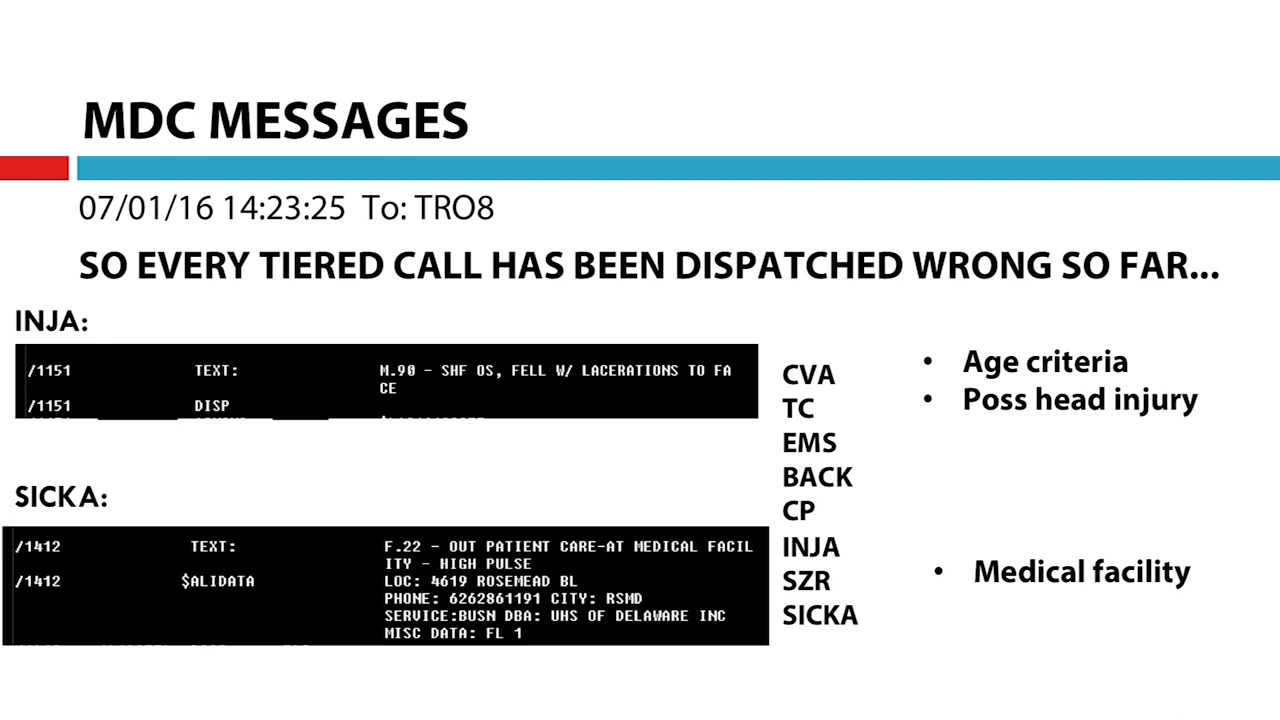 MDC MESSAGES
07/01/16 14:23:25 To: TRO8
SO EVERY TIERED CALL HAS BEEN DISPATCHED WRONG SO FAR...
INJA:
/1151 TEXT: M.90 - SHF OS, FELL W/ LACERATIONS TO FA
CE
/1151 DISP
SICKA:
/1412 TEXT: F.22 - OUT PATIENT CARE-AT MEDICAL FACIL
ITY - HIGH PULSE
/1412 $ALIDATA LOC: 4619 ROSEMEAD BL
PHONE: 6262861191 CITY: RSMD
SERVICE:BUSN DBA: UHS OF DELAWARE INC
MISC DATA: FL 1
CVA
TC
EMS
BACK
CP
INJA
SZR
SICKA
• Age criteria
• Poss head injury
• Medical facility